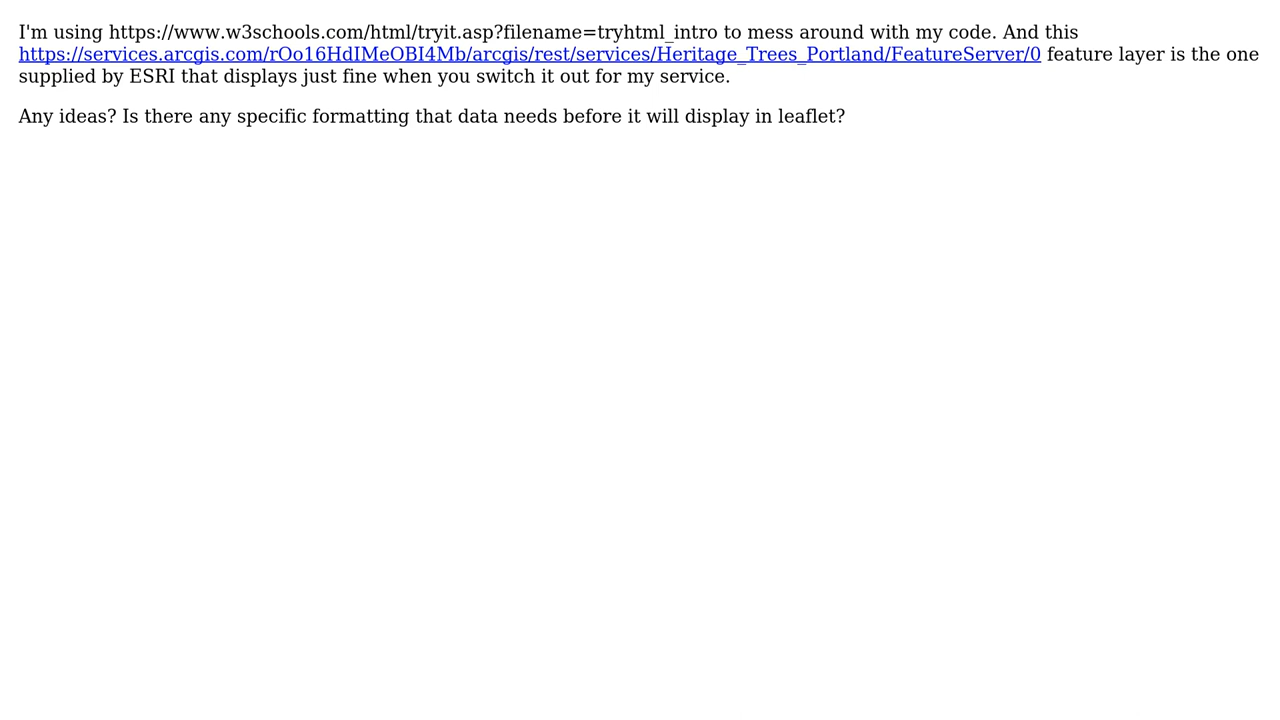 I'm using https://www.w3schools.com/html/tryit.asp?filename=tryhtml_intro to mess around with my code. And this
https://services.arcgis.com/rOo16HdIMeOBI4Mb/arcgis/rest/services/Heritage_Trees_Portland/FeatureServer/0 feature layer is the one
supplied by ESRI that displays just fine when you switch it out for my service.
Any ideas? Is there any specific formatting that data needs before it will display in leaflet?